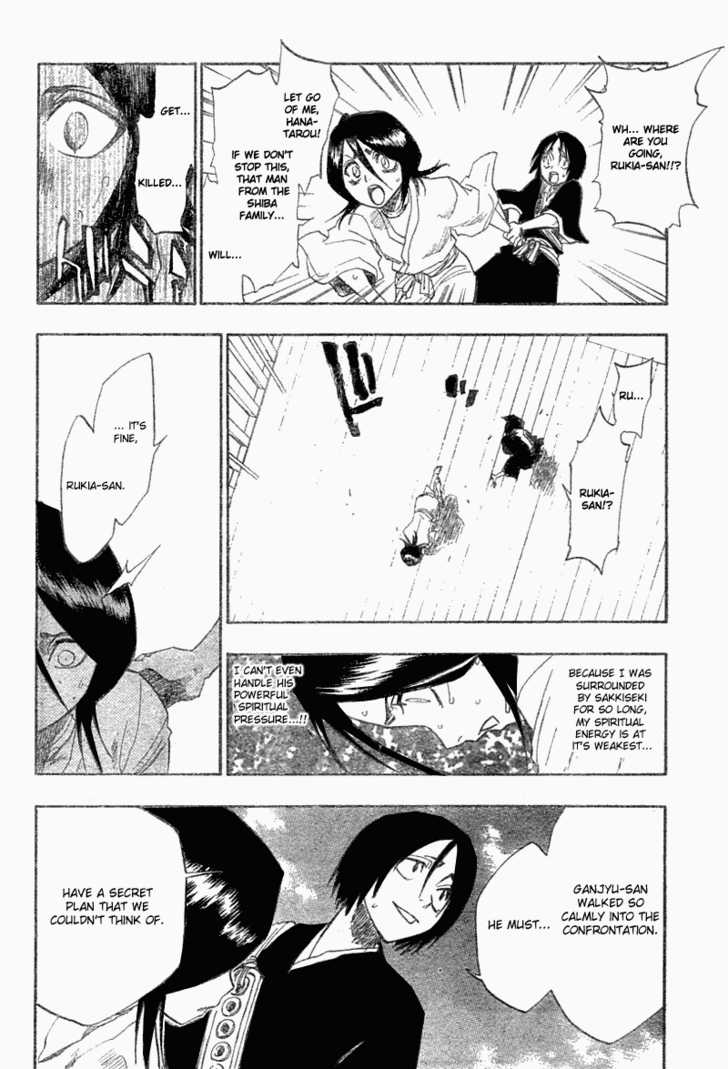 WH... WHERE
ARE YOU
GOING,
RUKIA-SAN!!?
LET GO
OF ME,
HANA-
TAROU!
IF WE DON'T
STOP THIS,
THAT MAN
FROM THE
SHIBA
FAMILY...
WILL...
GET...
KILLED...
RU...
RUKIA-
SAN!?
... IT'S
FINE,
RUKIA-SAN.
BECAUSE I WAS
SURROUNDED
BY SAKKISEKI
FOR SO LONG,
MY SPIRITUAL
ENERGY IS AT
IT'S WEAKEST...
I CAN'T EVEN
HANDLE HIS
POWERFUL
SPIRITUAL
PRESSURE...!!
GANJYU-SAN
WALKED SO
CALMLY INTO THE
CONFRONTATION.
HE MUST...
HAVE A SECRET
PLAN THAT WE
COULDN'T THINK OF.